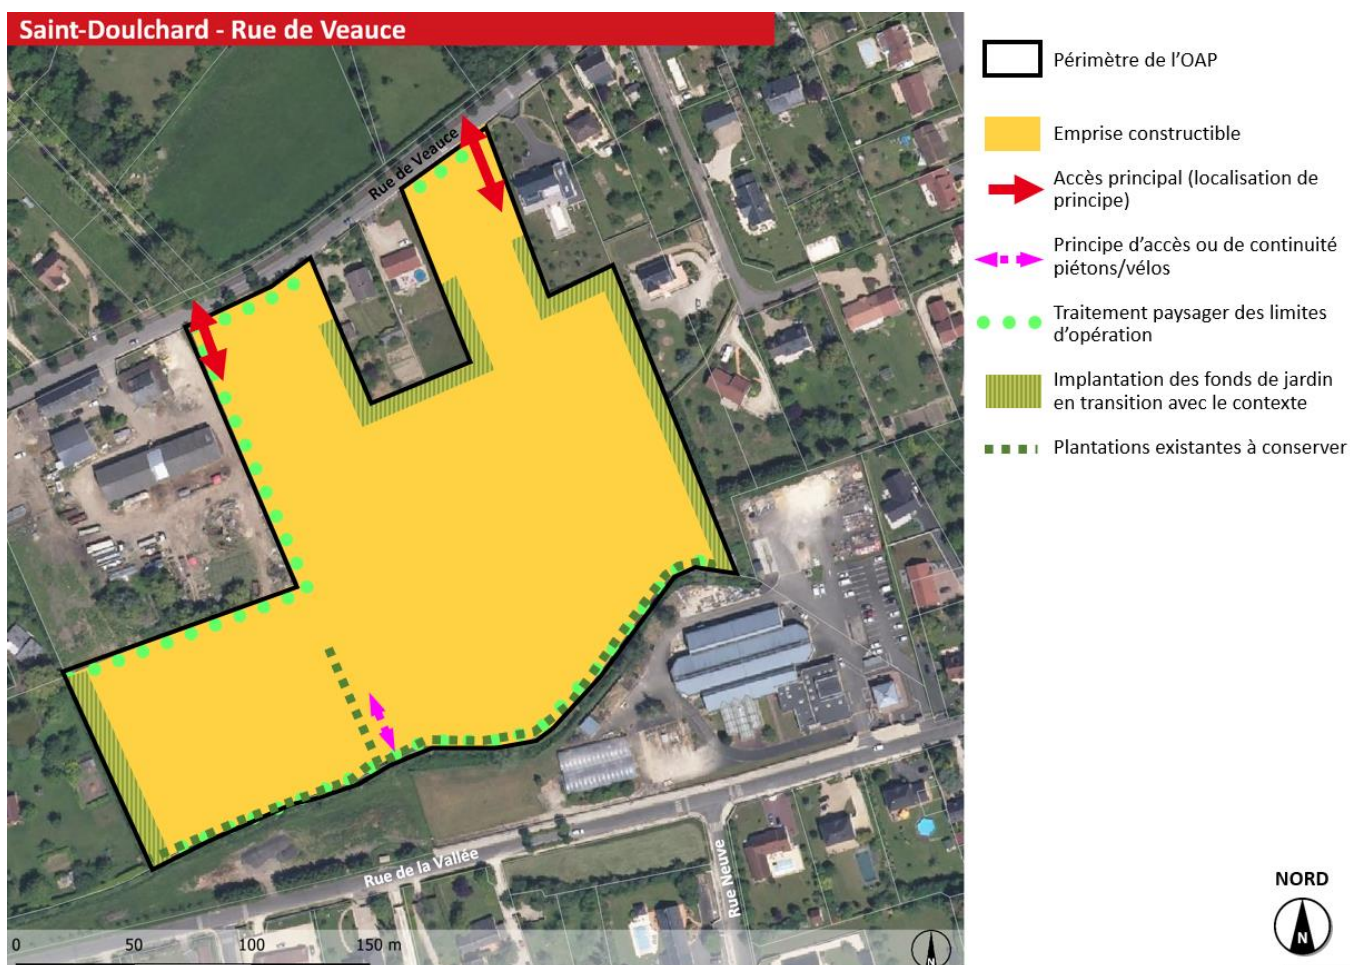 Saint-Doulchard - Rue de Veauce
Périmètre de l’OAP
Emprise constructible
Accès principal (localisation de
principe)
Principe d’accès ou de continuité
piétons/vélos
Traitement paysager des limites
d’opération
Implantation des fonds de jardin
en transition avec le contexte
Plantations existantes à conserver
Rue de Veauce
Rue de la Vallée
Rue Neuve
0 50 100 150 m
N
NORD
N